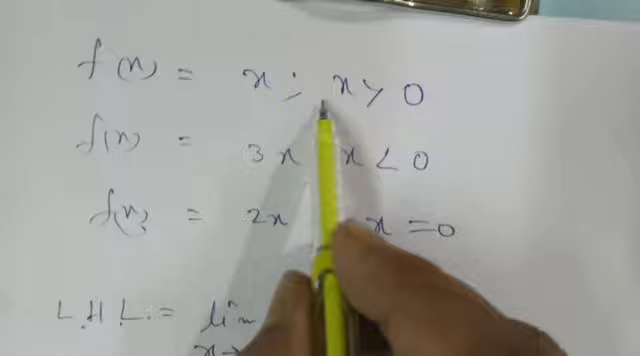 f(x) = x ; x > 0
f(x) = 3x x < 0
f(x) = 2x x = 0
L.H.L. = lim
x→